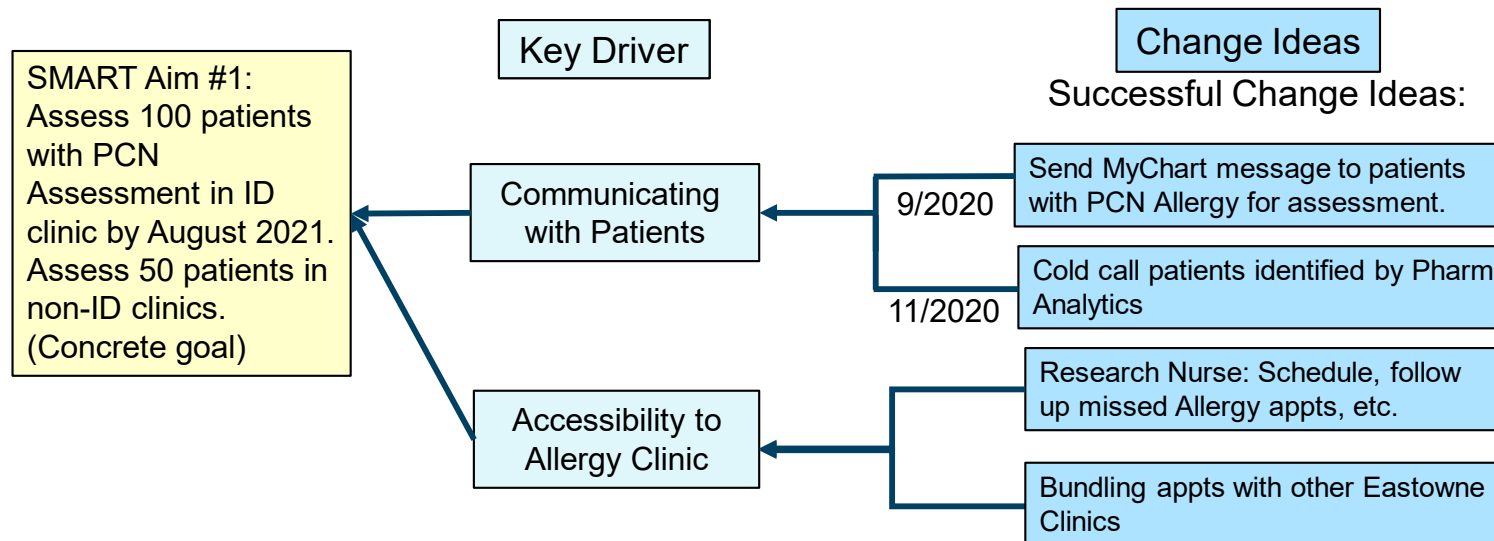 Key Driver
Change Ideas
Successful Change Ideas:
SMART Aim #1:
Assess 100 patients
with PCN
Assessment in ID
clinic by August 2021.
Assess 50 patients in
non-ID clinics.
(Concrete goal)
Communicating
with Patients
9/2020
11/2020
Send MyChart message to patients
with PCN Allergy for assessment.
Cold call patients identified by Pharm
Analytics
Accessibility to
Allergy Clinic
Research Nurse: Schedule, follow
up missed Allergy appts, etc.
Bundling appts with other Eastowne
Clinics